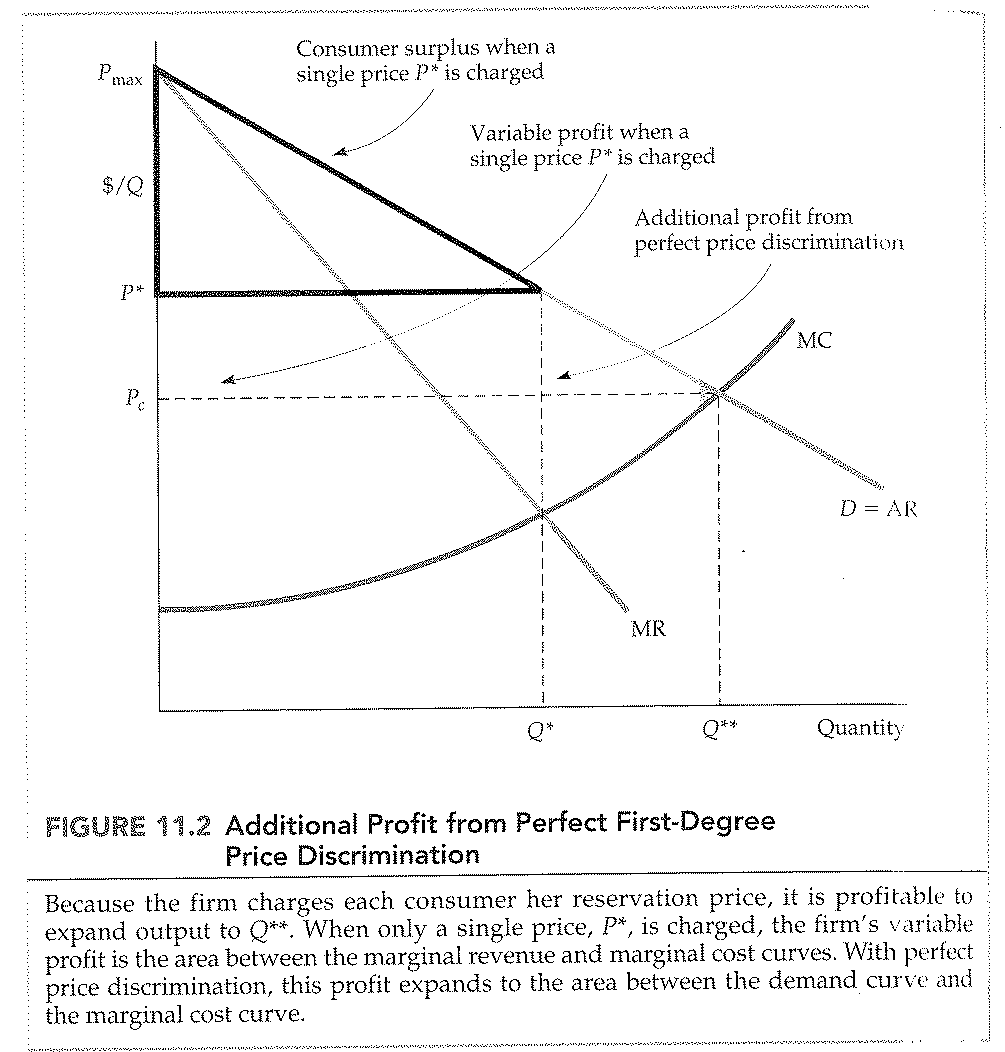 Consumer surplus when a
single price P* is charged
Pmax
Variable profit when a
single price P* is charged
$/Q
Additional profit from
perfect price discrimination
P*
MC
Pc
D = AR
MR
Q*
Q**
Quantity
FIGURE 11.2 Additional Profit from Perfect First-Degree
Price Discrimination
Because the firm charges each consumer her reservation price, it is profitable to
expand output to Q**. When only a single price, P*, is charged, the firm's variable
profit is the area between the marginal revenue and marginal cost curves. With perfect
price discrimination, this profit expands to the area between the demand curve and
the marginal cost curve.